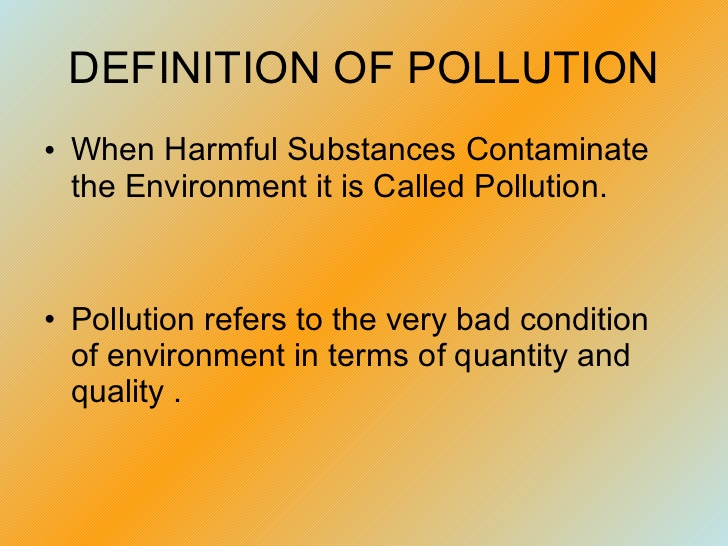 DEFINITION OF POLLUTION
• When Harmful Substances Contaminate
the Environment it is Called Pollution.
• Pollution refers to the very bad condition
of environment in terms of quantity and
quality .